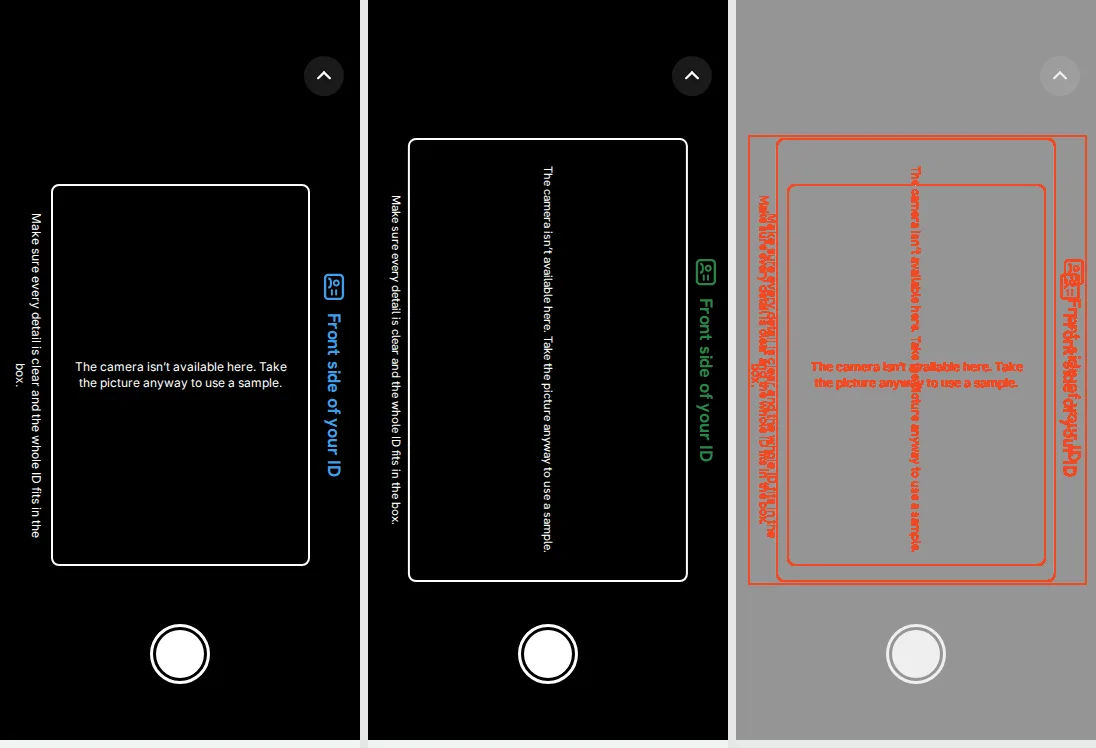 Front side of your ID
The camera isn’t available here. Take
the picture anyway to use a sample.
Make sure every detail is clear and the whole ID fits in the
box.
Front side of your ID
The camera isn’t available here. Take the picture anyway to use a sample.
Make sure every detail is clear and the whole ID fits in the box.
The camera isn’t available here. Take
the picture anyway to use a sample.
The camera isn’t available here. Take the picture anyway to use a sample.